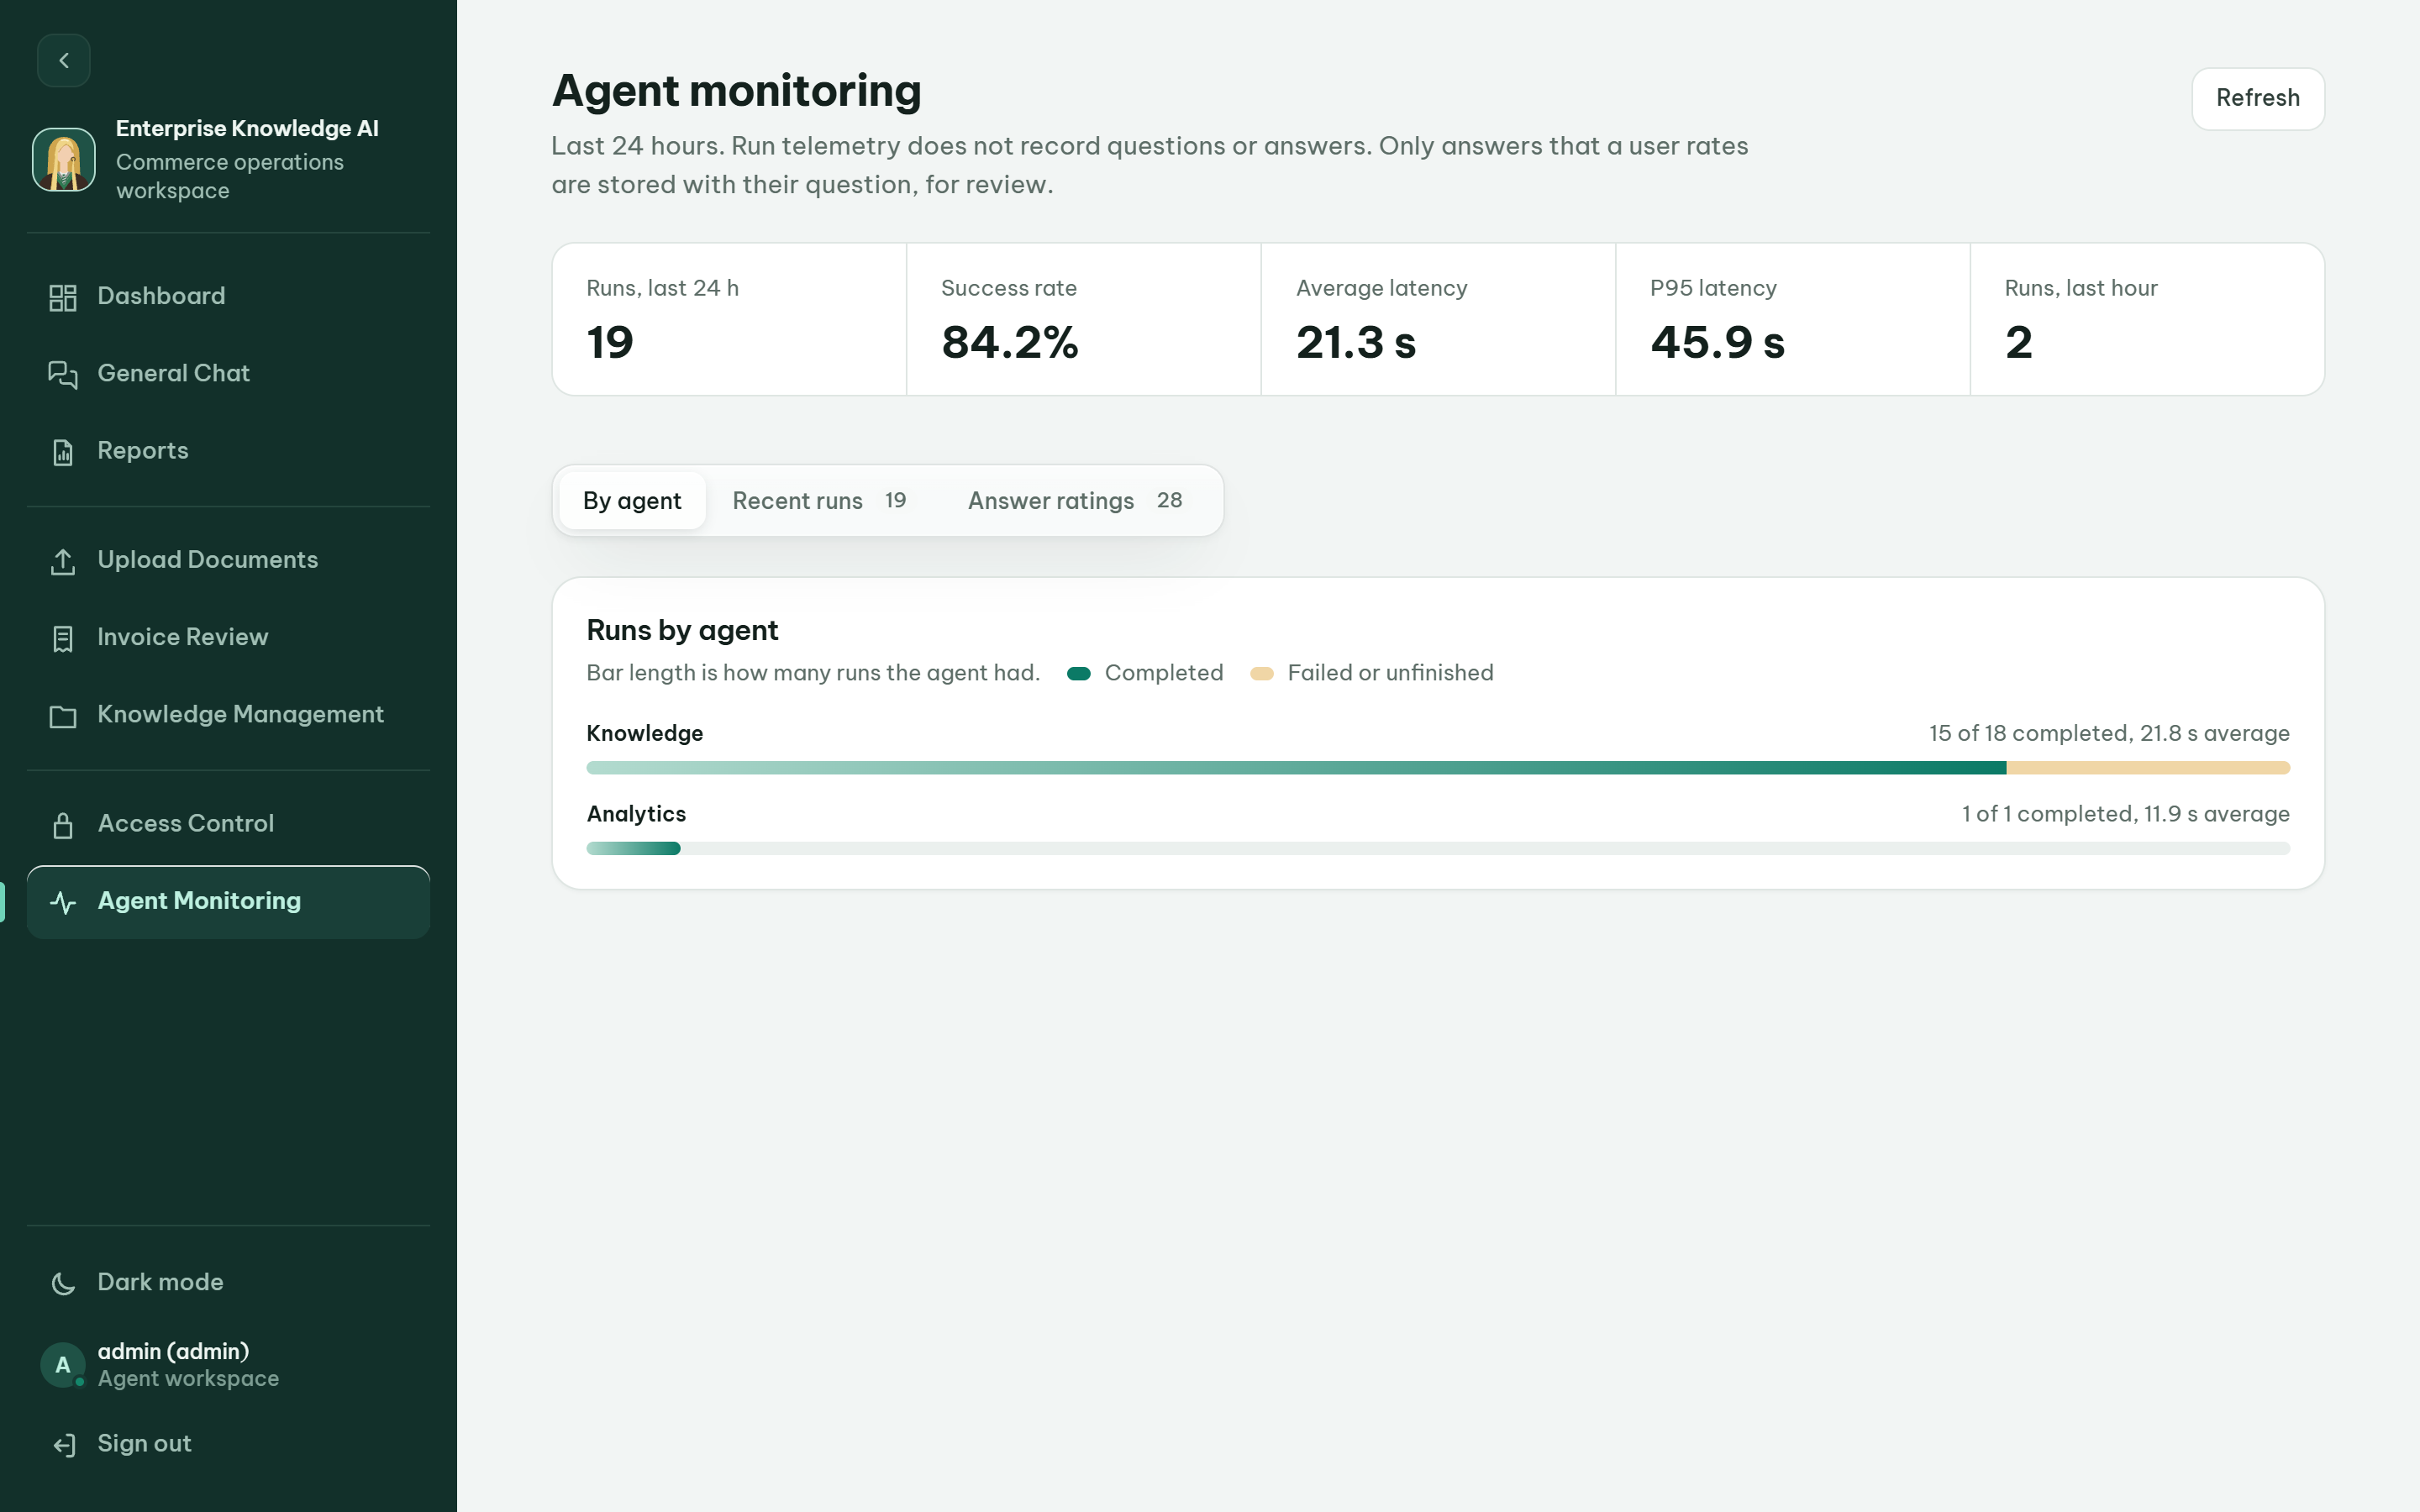 Enterprise Knowledge AI
Commerce operations
workspace
Dashboard
General Chat
Reports
Upload Documents
Invoice Review
Knowledge Management
Access Control
Agent Monitoring
Dark mode
A
admin (admin)
Agent workspace
Sign out
Agent monitoring
Refresh
Last 24 hours. Run telemetry does not record questions or answers. Only answers that a user rates
are stored with their question, for review.
Runs, last 24 h
19
Success rate
84.2%
Average latency
21.3 s
P95 latency
45.9 s
Runs, last hour
2
By agent
Recent runs 19
Answer ratings 28
Runs by agent
Bar length is how many runs the agent had. Completed Failed or unfinished
Knowledge 15 of 18 completed, 21.8 s average
Analytics 1 of 1 completed, 11.9 s average